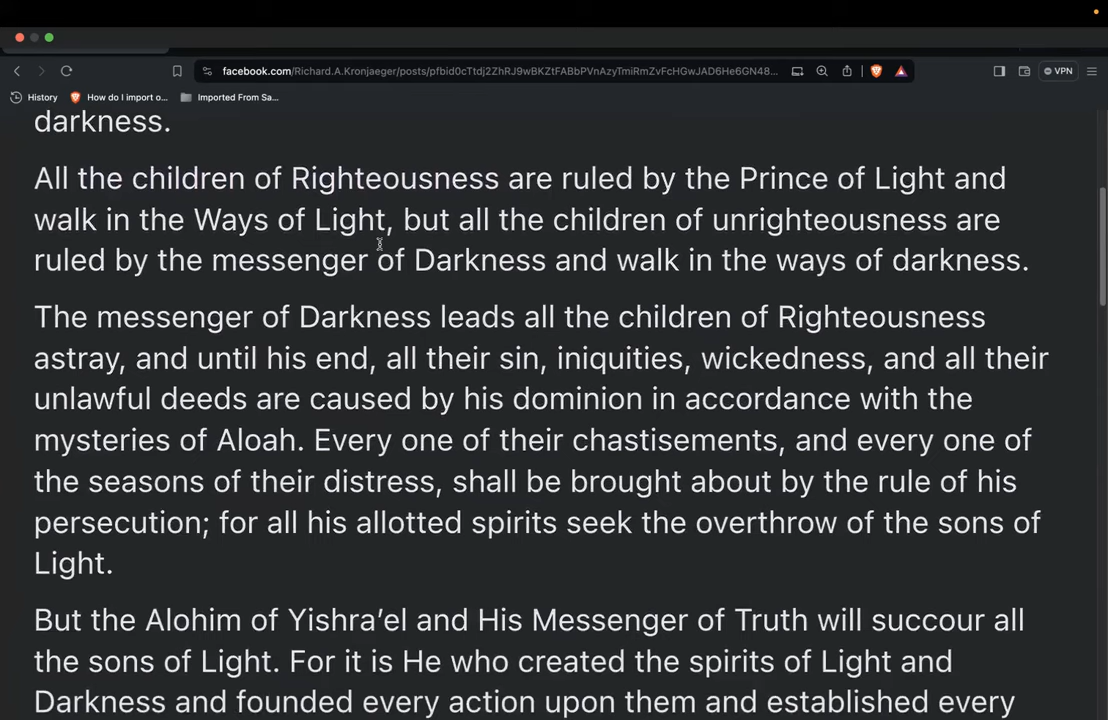 facebook.com/Richard.A.Kronjaeger/posts/pfbid0cTtdj2ZhRJ9wBKZtFABbPVnAzyTmiRmZvFcHGwJAD6He6GN48...
VPN
History
How do I import o...
Imported From Sa...
darkness.
All the children of Righteousness are ruled by the Prince of Light and
walk in the Ways of Light, but all the children of unrighteousness are
ruled by the messenger of Darkness and walk in the ways of darkness.
The messenger of Darkness leads all the children of Righteousness
astray, and until his end, all their sin, iniquities, wickedness, and all their
unlawful deeds are caused by his dominion in accordance with the
mysteries of Aloah. Every one of their chastisements, and every one of
the seasons of their distress, shall be brought about by the rule of his
persecution; for all his allotted spirits seek the overthrow of the sons of
Light.
But the Alohim of Yishra’el and His Messenger of Truth will succour all
the sons of Light. For it is He who created the spirits of Light and
Darkness and founded every action upon them and established every